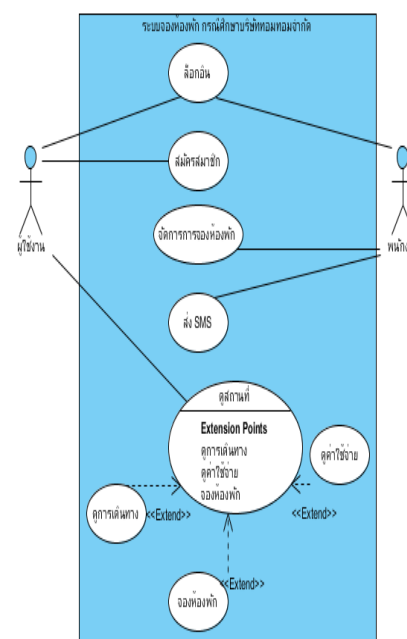 ระบบจองห้องพัก กรณีศึกษาบริษัททอมทอมจำกัด
ล็อกอิน
สมัครสมาชิก
ผู้ใช้งาน
จัดการการจองห้องพัก
ส่ง SMS
ดูสถานที่
Extension Points
ดูการเดินทาง
ดูค่าใช้จ่าย
จองห้องพัก
ดูค่าใช้จ่าย
<<Extend>>
ดูการเดินทาง
<<Extend>>
<<Extend>>
จองห้องพัก